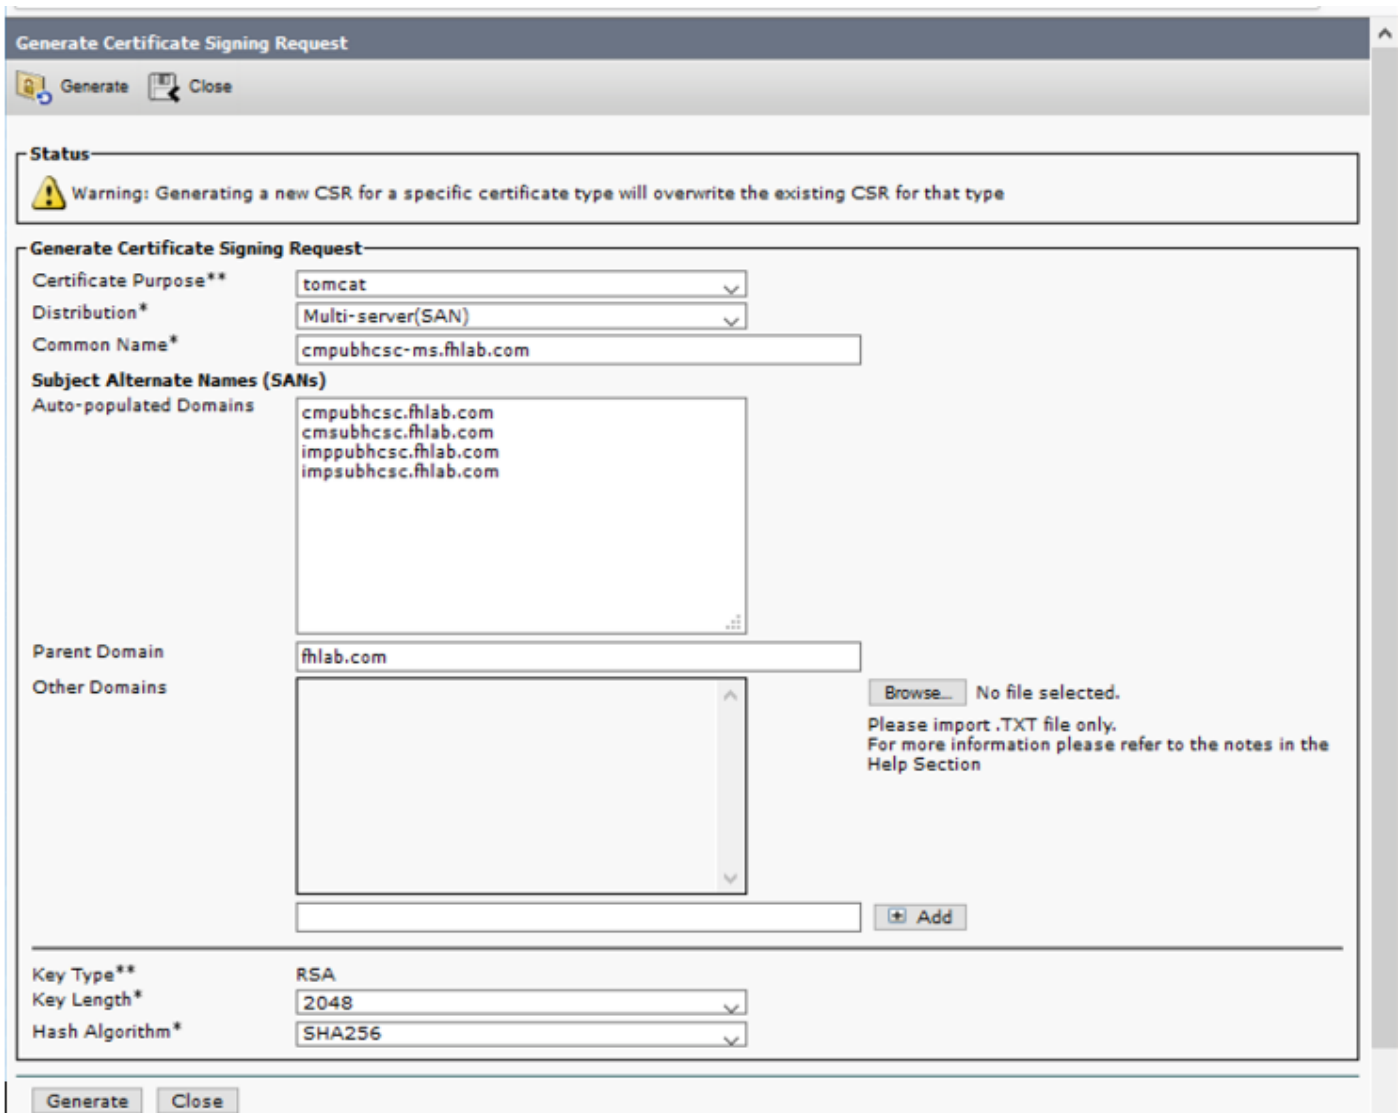 Generate Certificate Signing Request
Generate Close
Status
Warning: Generating a new CSR for a specific certificate type will overwrite the existing CSR for that type
Generate Certificate Signing Request
Certificate Purpose** tomcat
Distribution* Multi-server(SAN)
Common Name* cmpubhcsc-ms.fhlab.com
Subject Alternate Names (SANs)
Auto-populated Domains
cmpubhcsc.fhlab.com
cmsubhcsc.fhlab.com
imppubhcsc.fhlab.com
impsubhcsc.fhlab.com
Parent Domain fhlab.com
Other Domains
Browse... No file selected.
Please import .TXT file only.
For more information please refer to the notes in the
Help Section
Add
Key Type** RSA
Key Length* 2048
Hash Algorithm* SHA256
Generate Close